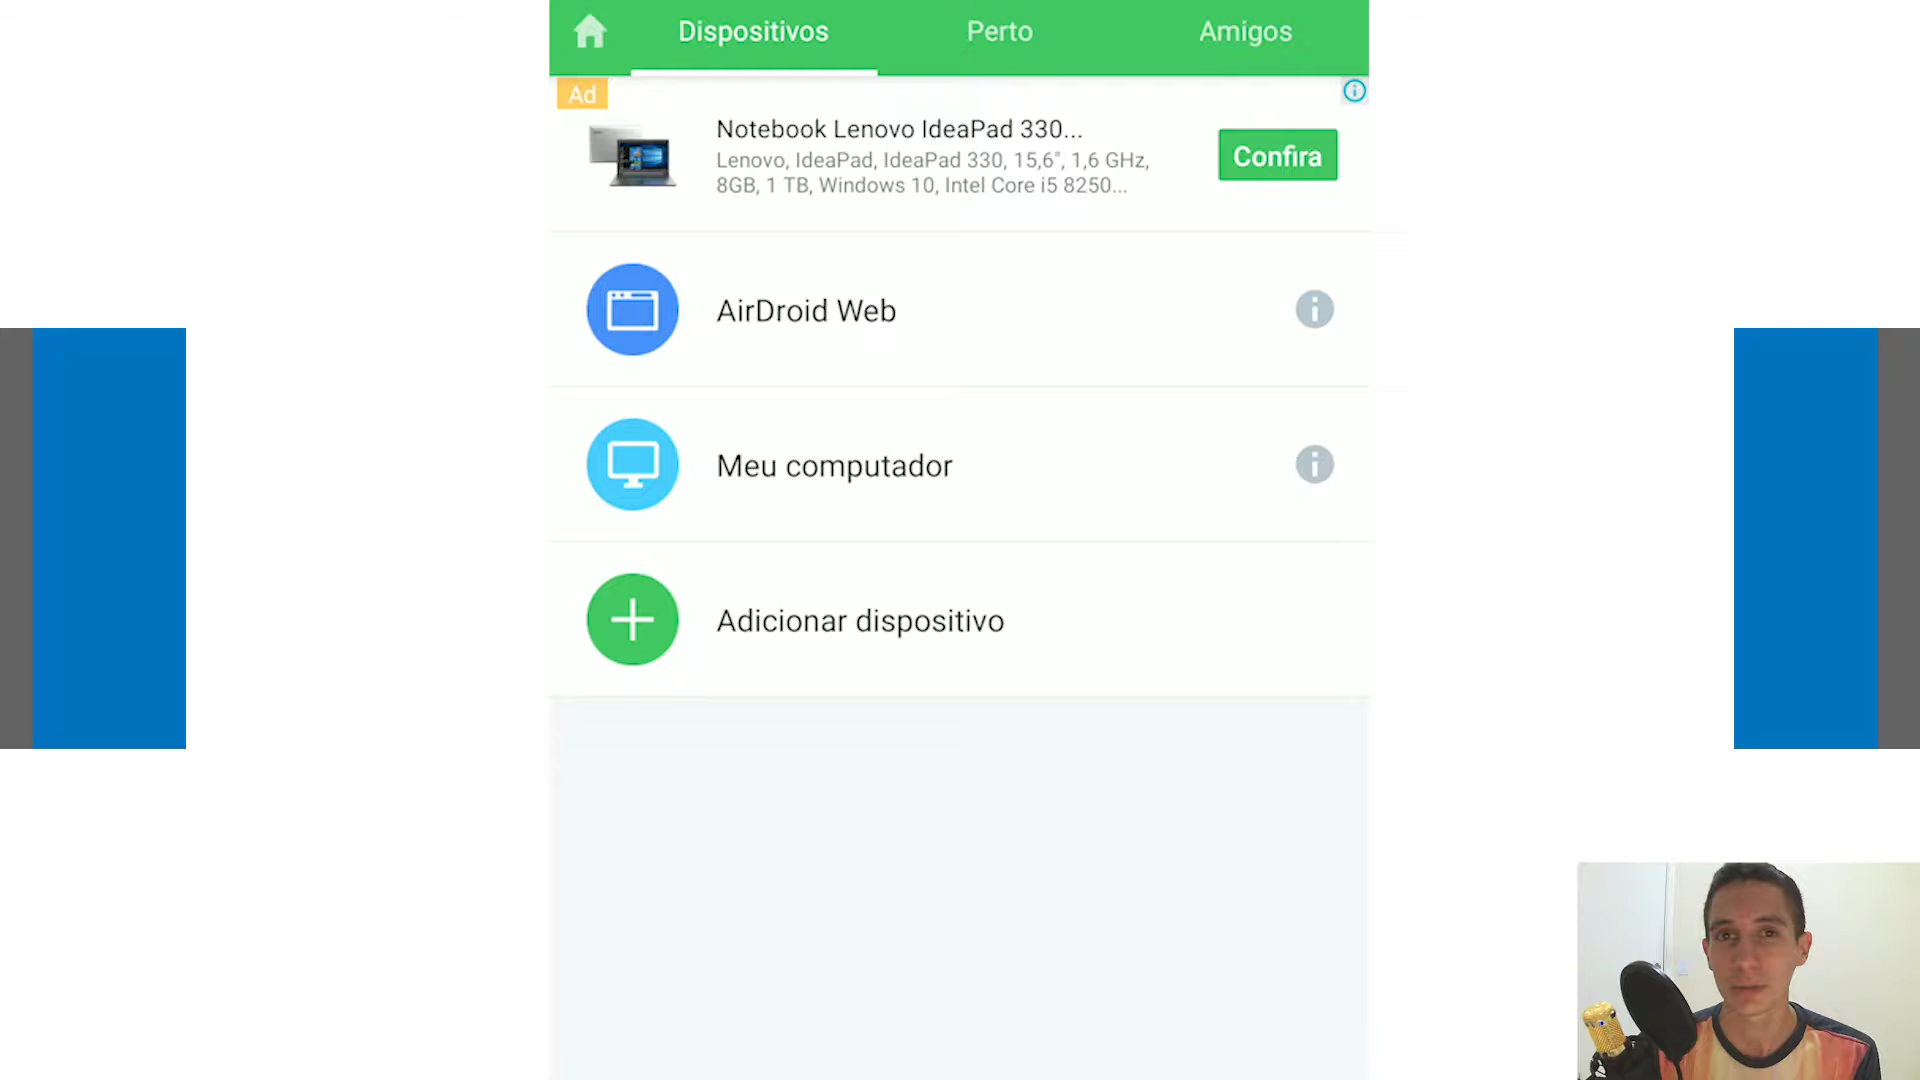 Dispositivos Perto Amigos
Ad
Notebook Lenovo IdeaPad 330...
Lenovo, IdeaPad, IdeaPad 330, 15,6", 1,6 GHz,
8GB, 1 TB, Windows 10, Intel Core i5 8250...
Confira
AirDroid Web
Meu computador
Adicionar dispositivo